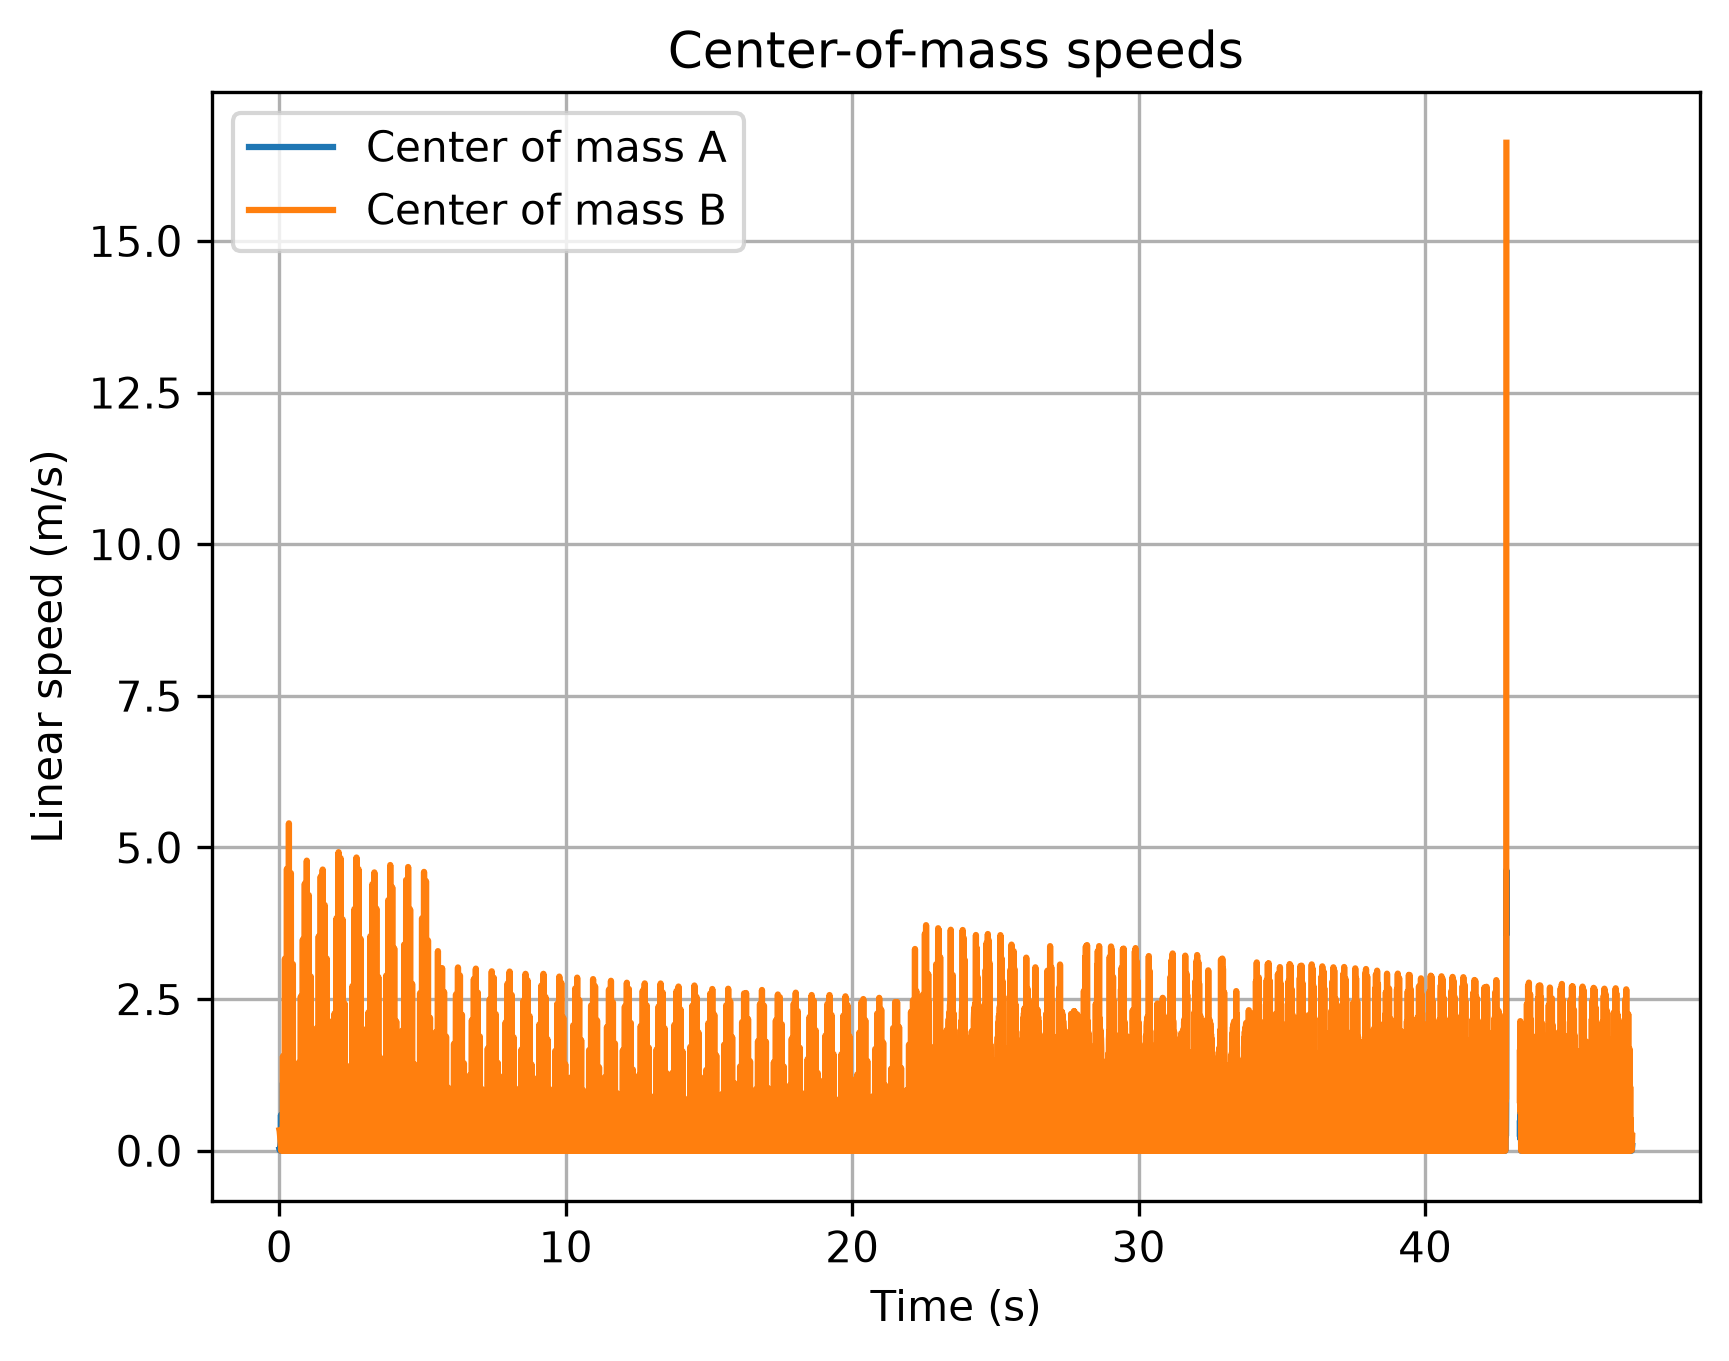 Center-of-mass speeds
Center of mass A
Center of mass B
Linear speed (m/s)
15.0
12.5
10.0
7.5
5.0
2.5
0.0
0 10 20 30 40
Time (s)